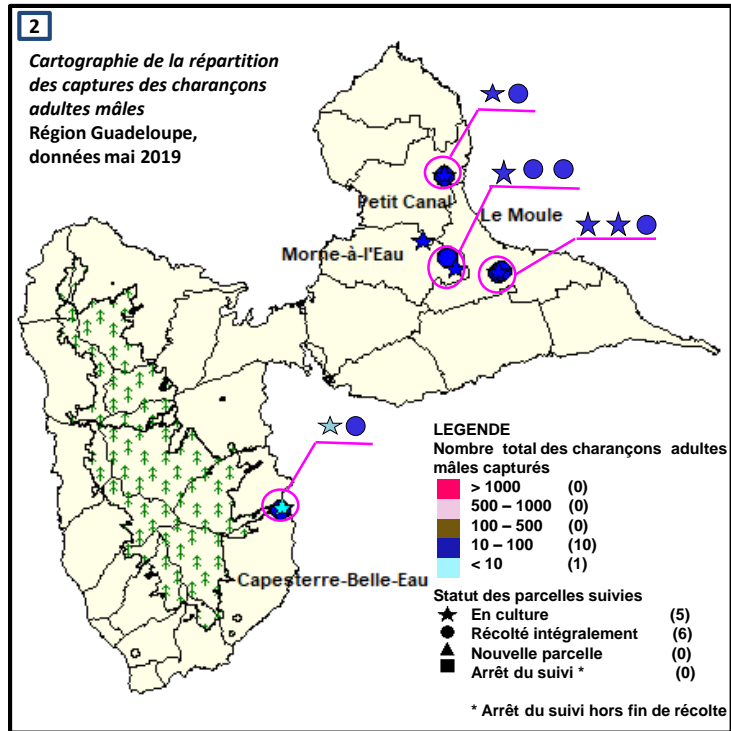 2
Cartographie de la répartition
des captures des charançons
adultes mâles
Région Guadeloupe,
données mai 2019
Petit Canal
Le Moule
Morne-à-l'Eau
Capesterre-Belle-Eau
LEGENDE
Nombre total des charançons adultes
mâles capturés
> 1000 (0)
500 – 1000 (0)
100 – 500 (0)
10 – 100 (10)
< 10 (1)
Statut des parcelles suivies
En culture (5)
Récolté intégralement (6)
Nouvelle parcelle (0)
Arrêt du suivi * (0)
* Arrêt du suivi hors fin de récolte